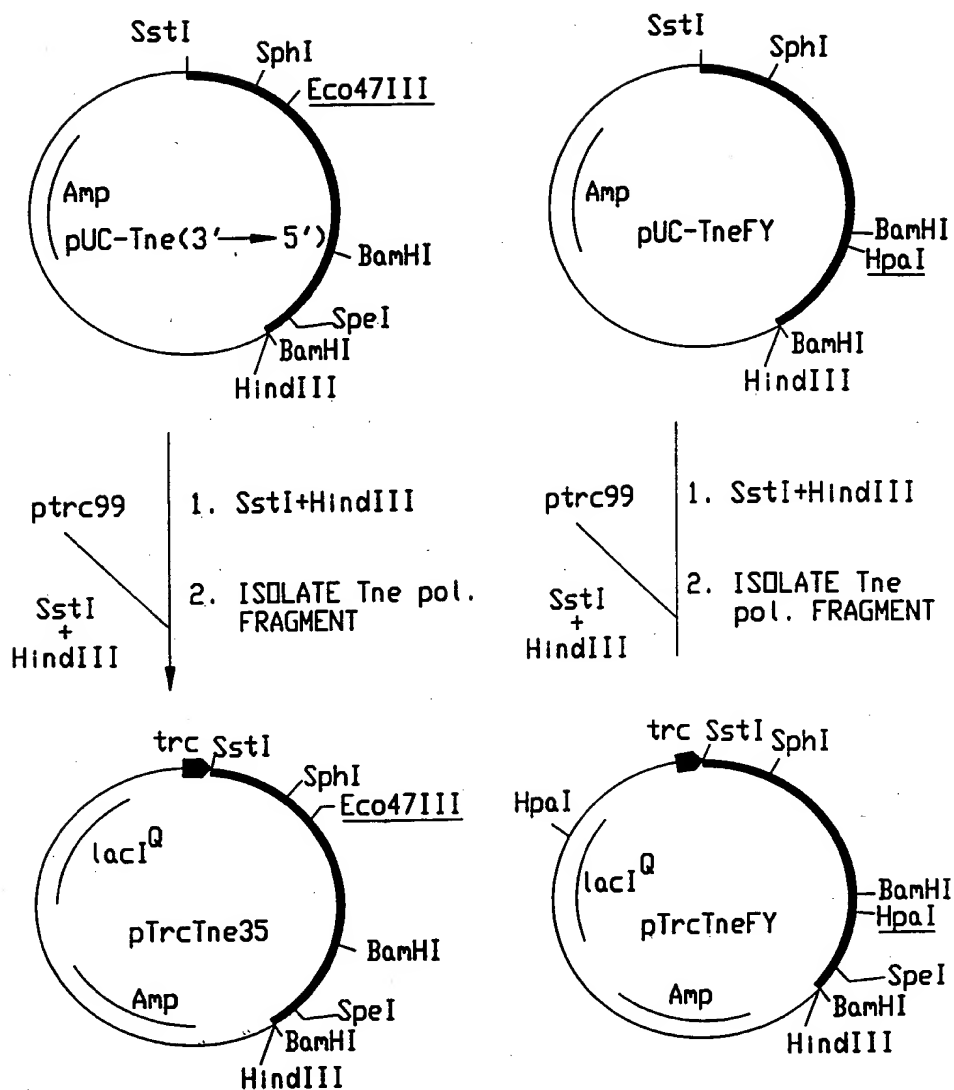 SstI
SphI
Eco47III
Amp
pUC-Tne(3'→5')
BamHI
SpeI
BamHI
HindIII
SstI
SphI
Amp
pUC-TneFY
BamHI
HpaI
BamHI
HindIII
ptrc99
SstI
+
HindIII
1. SstI+HindIII
2. ISOLATE Tne pol.
FRAGMENT
ptrc99
SstI
+
HindIII
1. SstI+HindIII
2. ISOLATE Tne
pol. FRAGMENT
trc
SstI
SphI
Eco47III
lacI^Q
pTrcTne35
BamHI
Amp
SpeI
BamHI
HindIII
trc
SstI
SphI
HpaI
lacI^Q
BamHI
HpaI
pTrcTneFY
SpeI
Amp
BamHI
HindIII